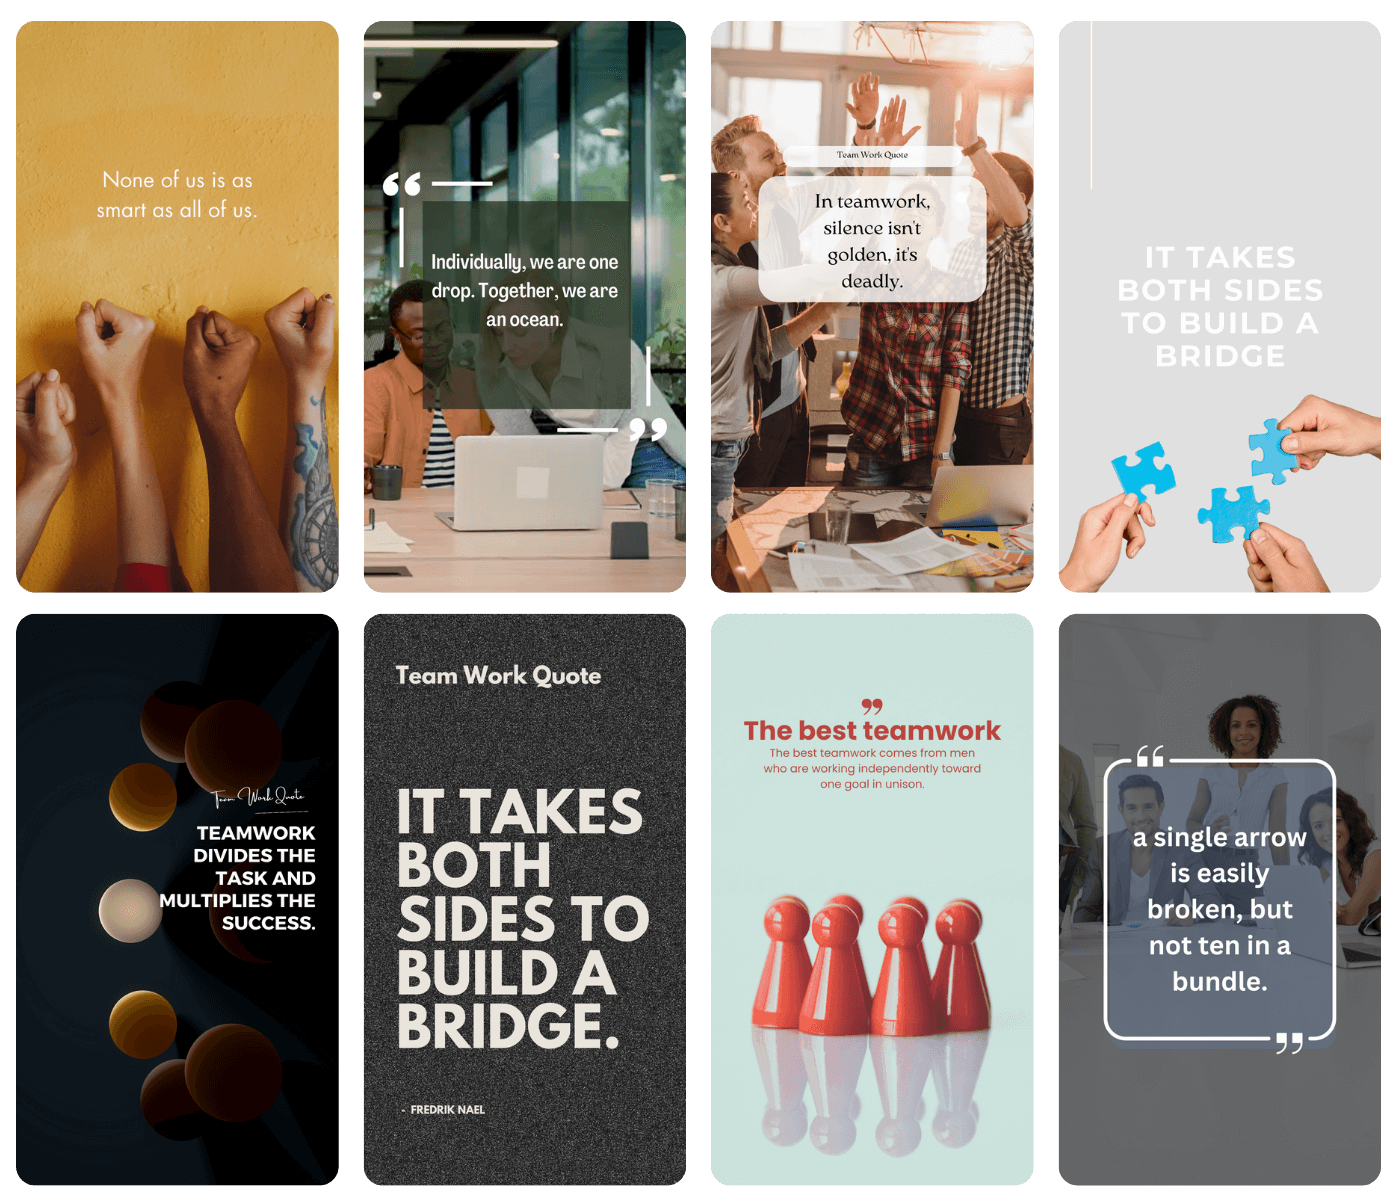 None of us is as
smart as all of us.
“
Individually, we are one
drop. Together, we are
an ocean.
”
Team Work Quote
In teamwork,
silence isn't
golden, it's
deadly.
IT TAKES
BOTH SIDES
TO BUILD A
BRIDGE
Team Work Quote
TEAMWORK
DIVIDES THE
TASK AND
MULTIPLIES THE
SUCCESS.
Team Work Quote
IT TAKES
BOTH
SIDES TO
BUILD A
BRIDGE.
- FREDRIK NAEL
”
The best teamwork
The best teamwork comes from men
who are working independently toward
one goal in unison.
“
a single arrow
is easily
broken, but
not ten in a
bundle.
”